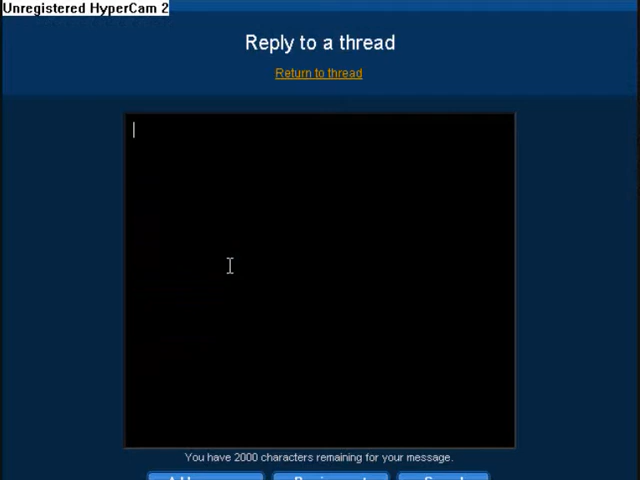 Unregistered HyperCam 2
Reply to a thread
Return to thread
You have 2000 characters remaining for your message.